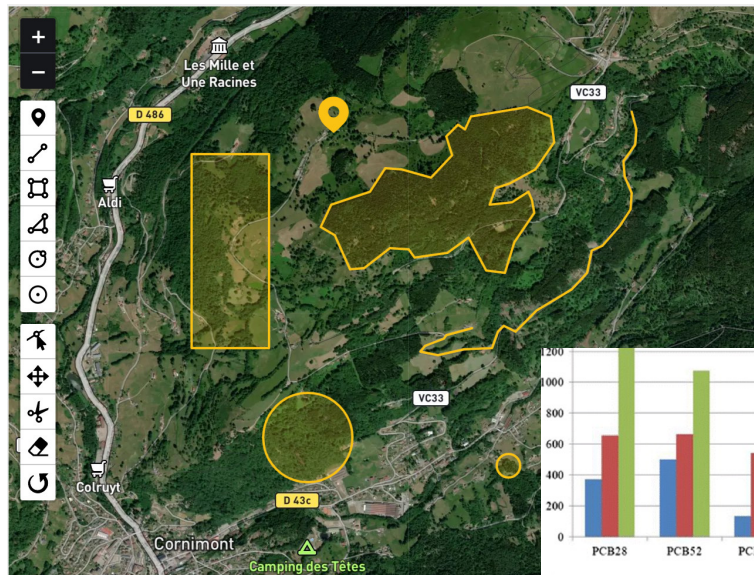 +
Les Mille et
Une Racines
−
VC33
D 486
Aldi
VC33
1200
1000
800
600
400
200
0
Colruyt
D 43c
Cornimont
Camping des Têtes
PCB28
PCB52